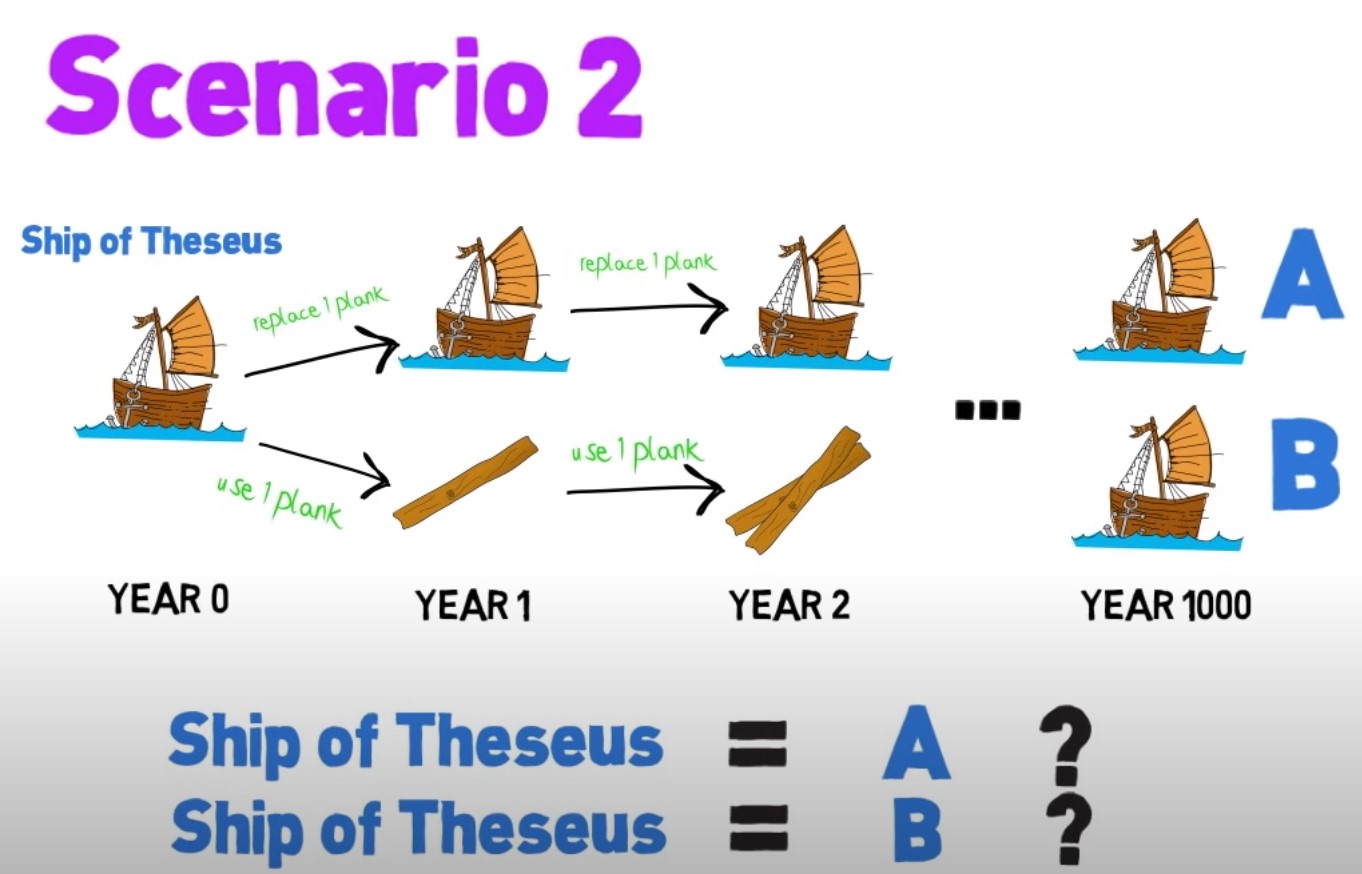 Scenario 2
Ship of Theseus
replace 1 plank
replace 1 plank
A
use 1 plank
use 1 plank
...
B
YEAR 0
YEAR 1
YEAR 2
YEAR 1000
Ship of Theseus = A ?
Ship of Theseus = B ?